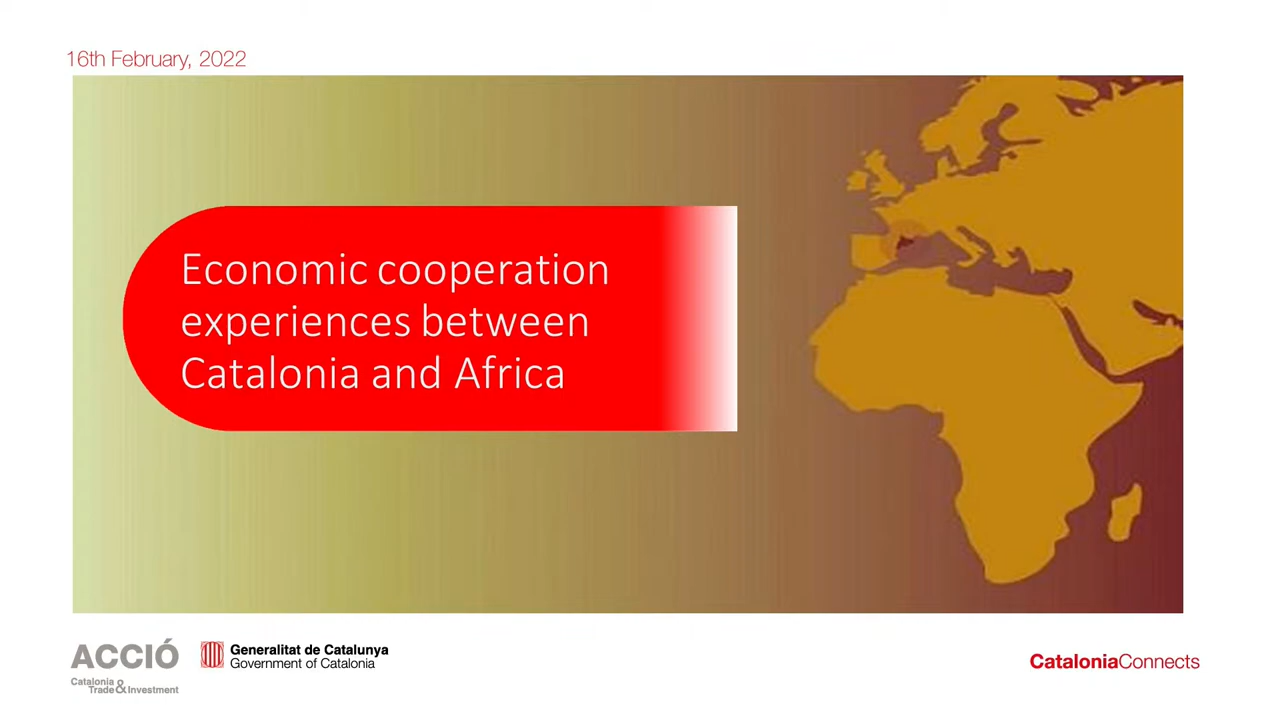 16th February, 2022
Economic cooperation
experiences between
Catalonia and Africa
ACCIÓ
Catalonia
Trade & Investment
Generalitat de Catalunya
Government of Catalonia
CataloniaConnects